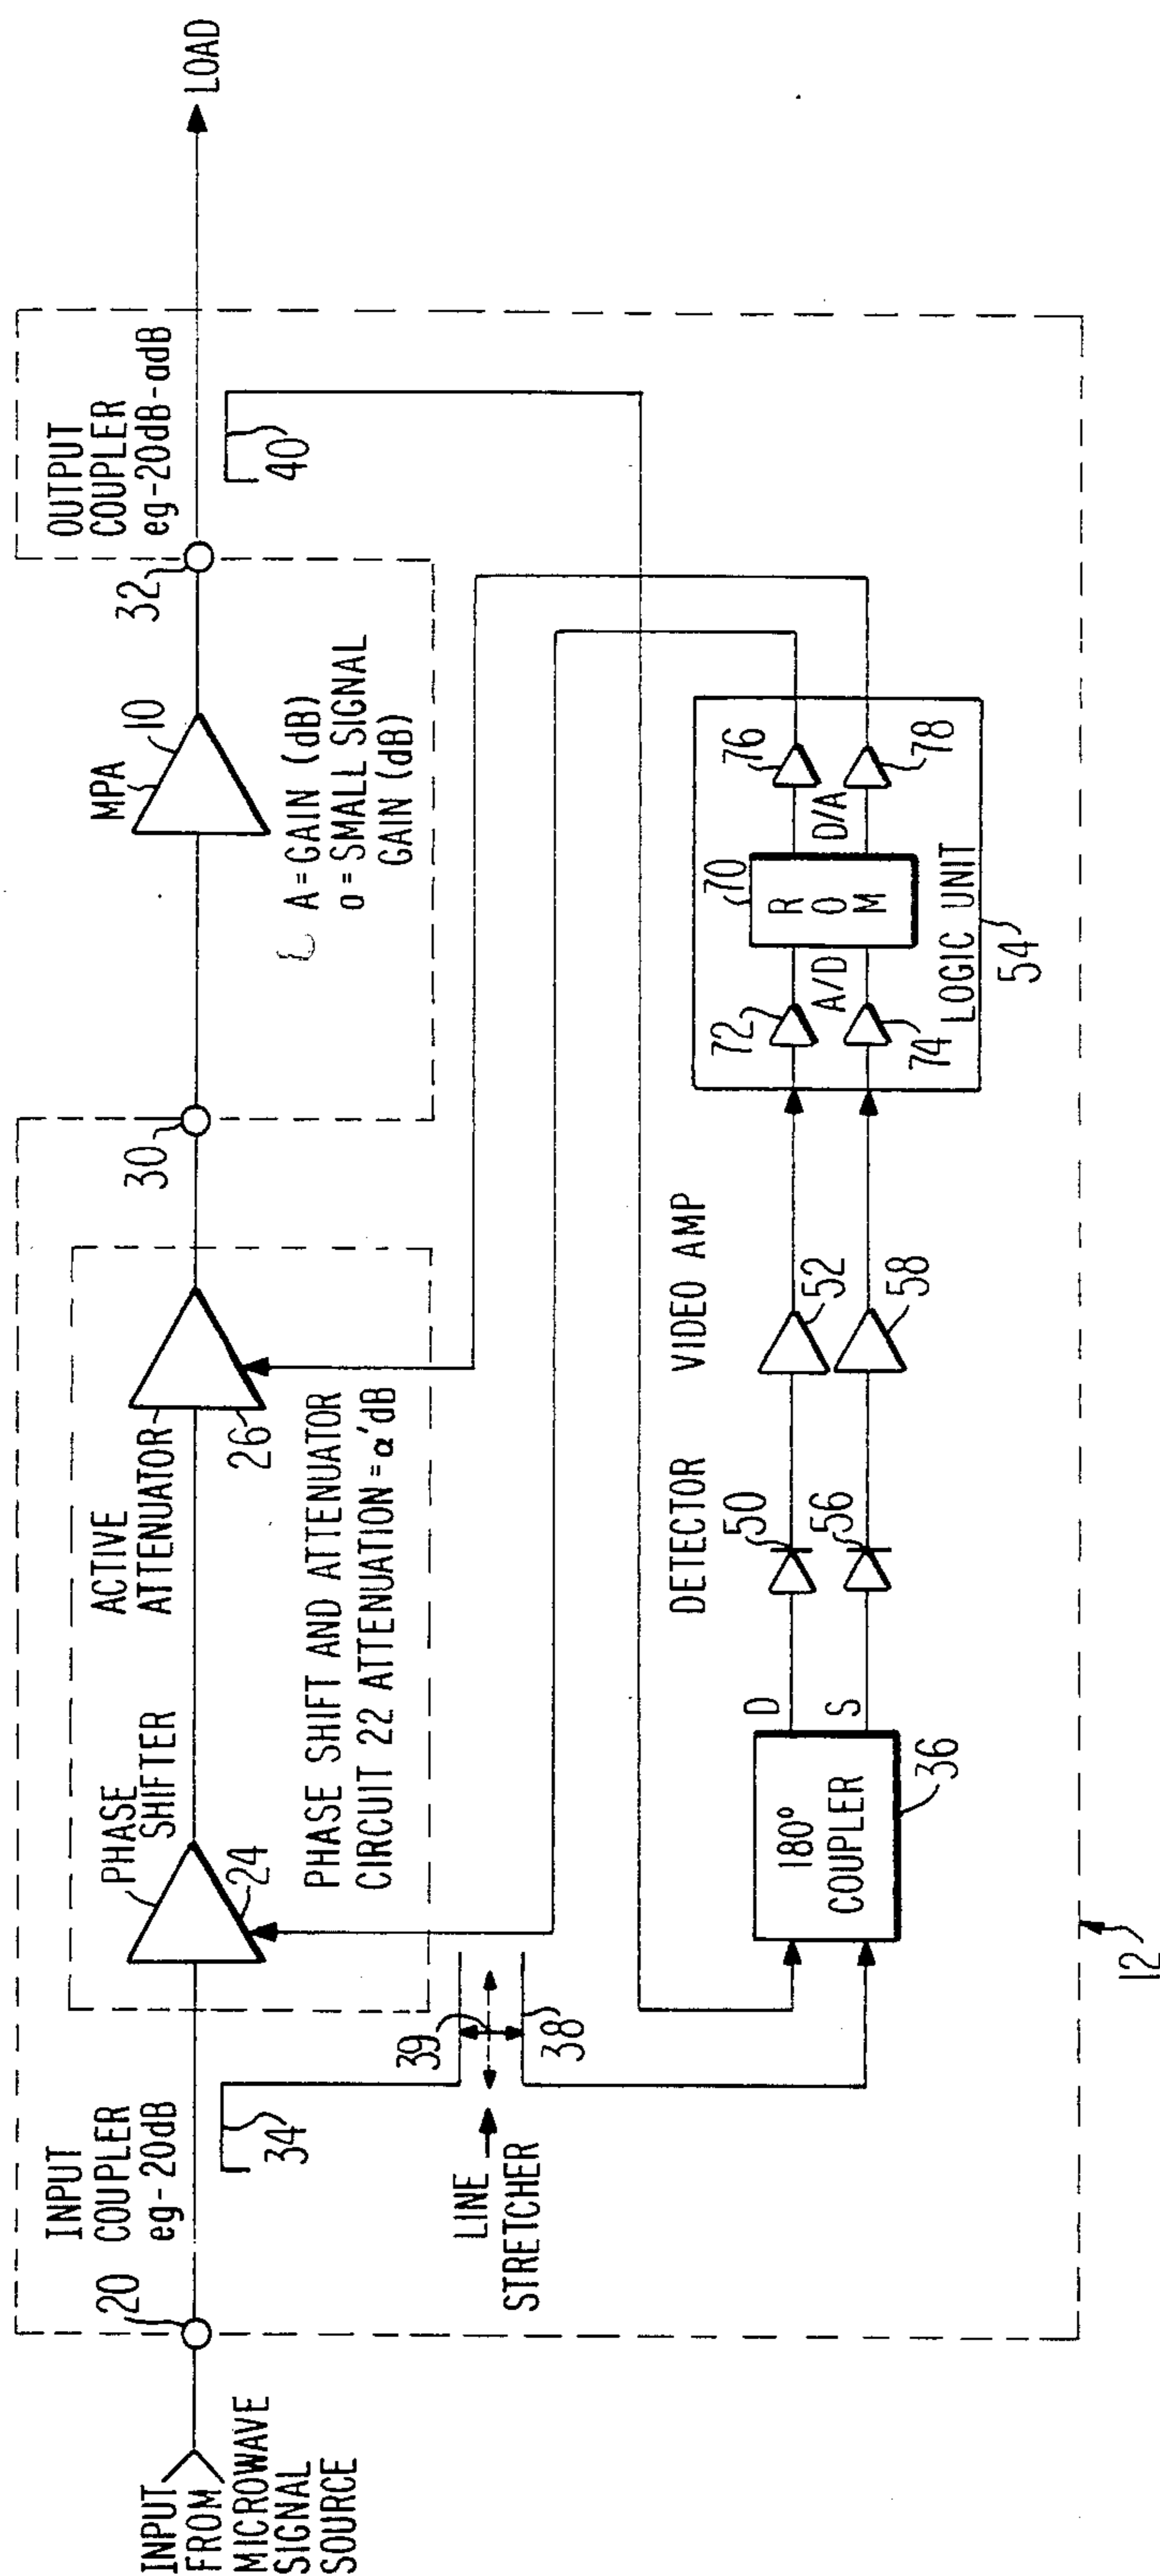 INPUT
FROM
MICROWAVE
SIGNAL
SOURCE
20
INPUT
COUPLER
eg-20dB
34
LINE
STRETCHER
39
38
PHASE
SHIFTER
24
ACTIVE
ATTENUATOR
26
PHASE SHIFT AND ATTENUATOR
CIRCUIT 22 ATTENUATION = α'dB
30
MPA
10
A = GAIN (dB)
a = SMALL SIGNAL
GAIN (dB)
32
OUTPUT
COUPLER
eg-20dB-adB
40
LOAD
180°
COUPLER
36
D
S
DETECTOR
50
56
VIDEO AMP
52
58
72
74
A/D
70
ROM
D/A
76
78
LOGIC UNIT
54
12